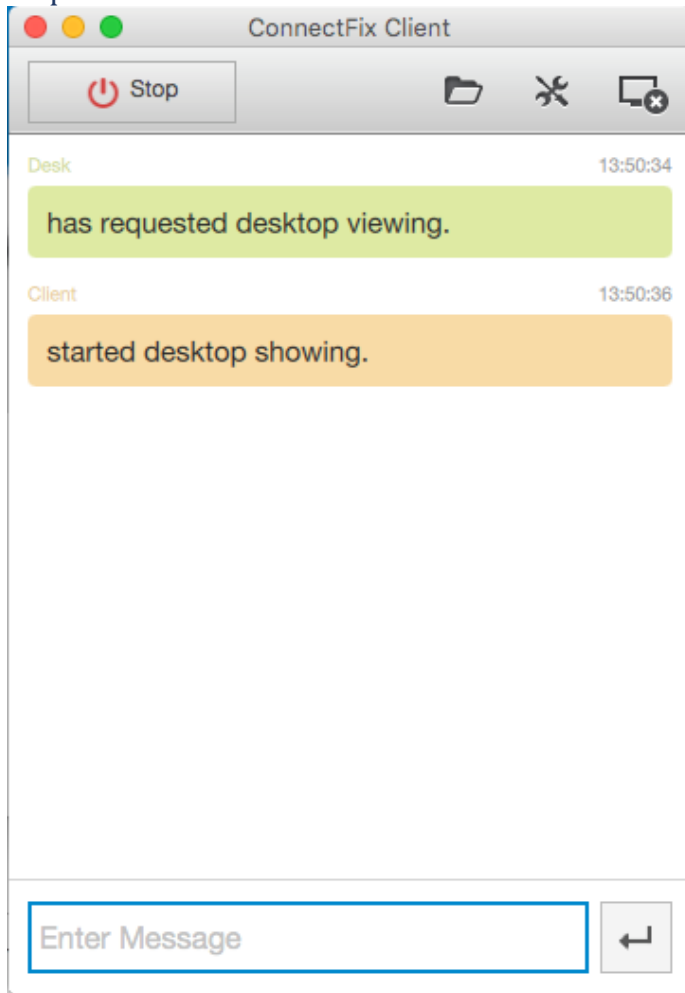 ConnectFix Client
Stop
Desk 13:50:34
has requested desktop viewing.
Client 13:50:36
started desktop showing.
Enter Message